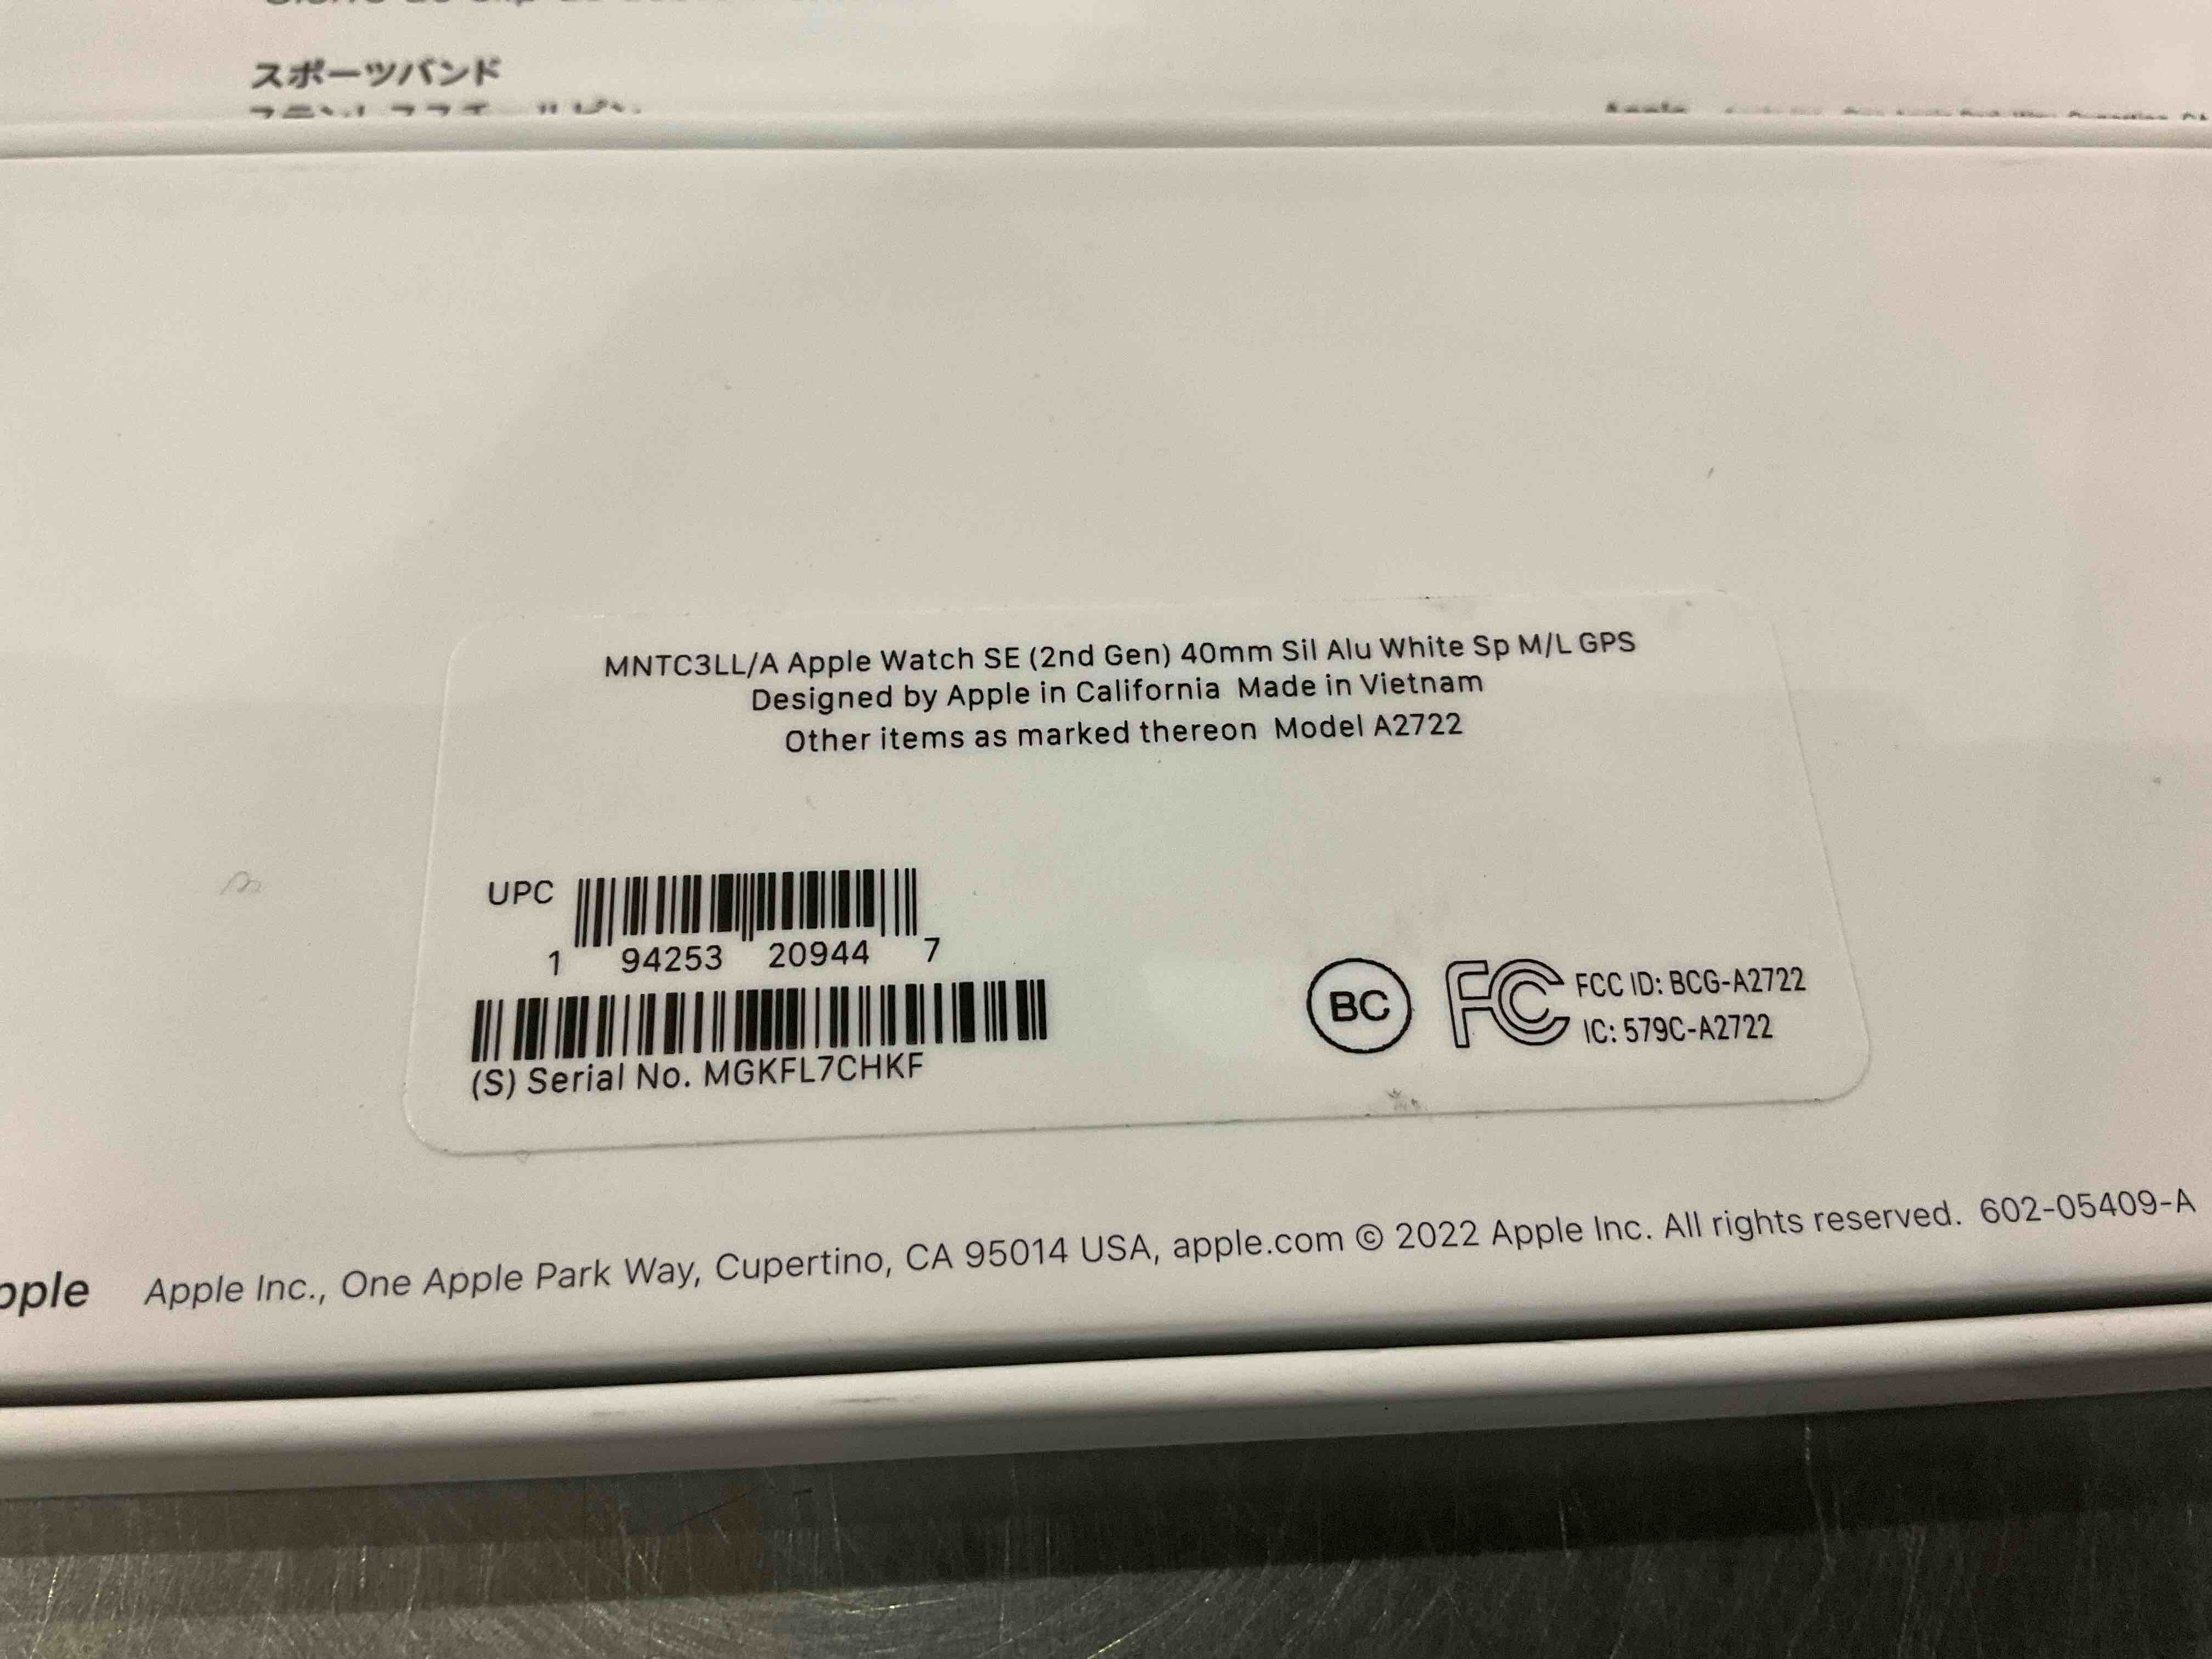 スポーツバンド
MNTC3LL/A Apple Watch SE (2nd Gen) 40mm Sil Alu White Sp M/L GPS
Designed by Apple in California Made in Vietnam
Other items as marked thereon Model A2722
UPC
1 94253 20944 7
(S) Serial No. MGKFL7CHKF
BC FC FCC ID: BCG-A2722
IC: 579C-A2722
Apple Inc., One Apple Park Way, Cupertino, CA 95014 USA, apple.com © 2022 Apple Inc. All rights reserved. 602-05409-A